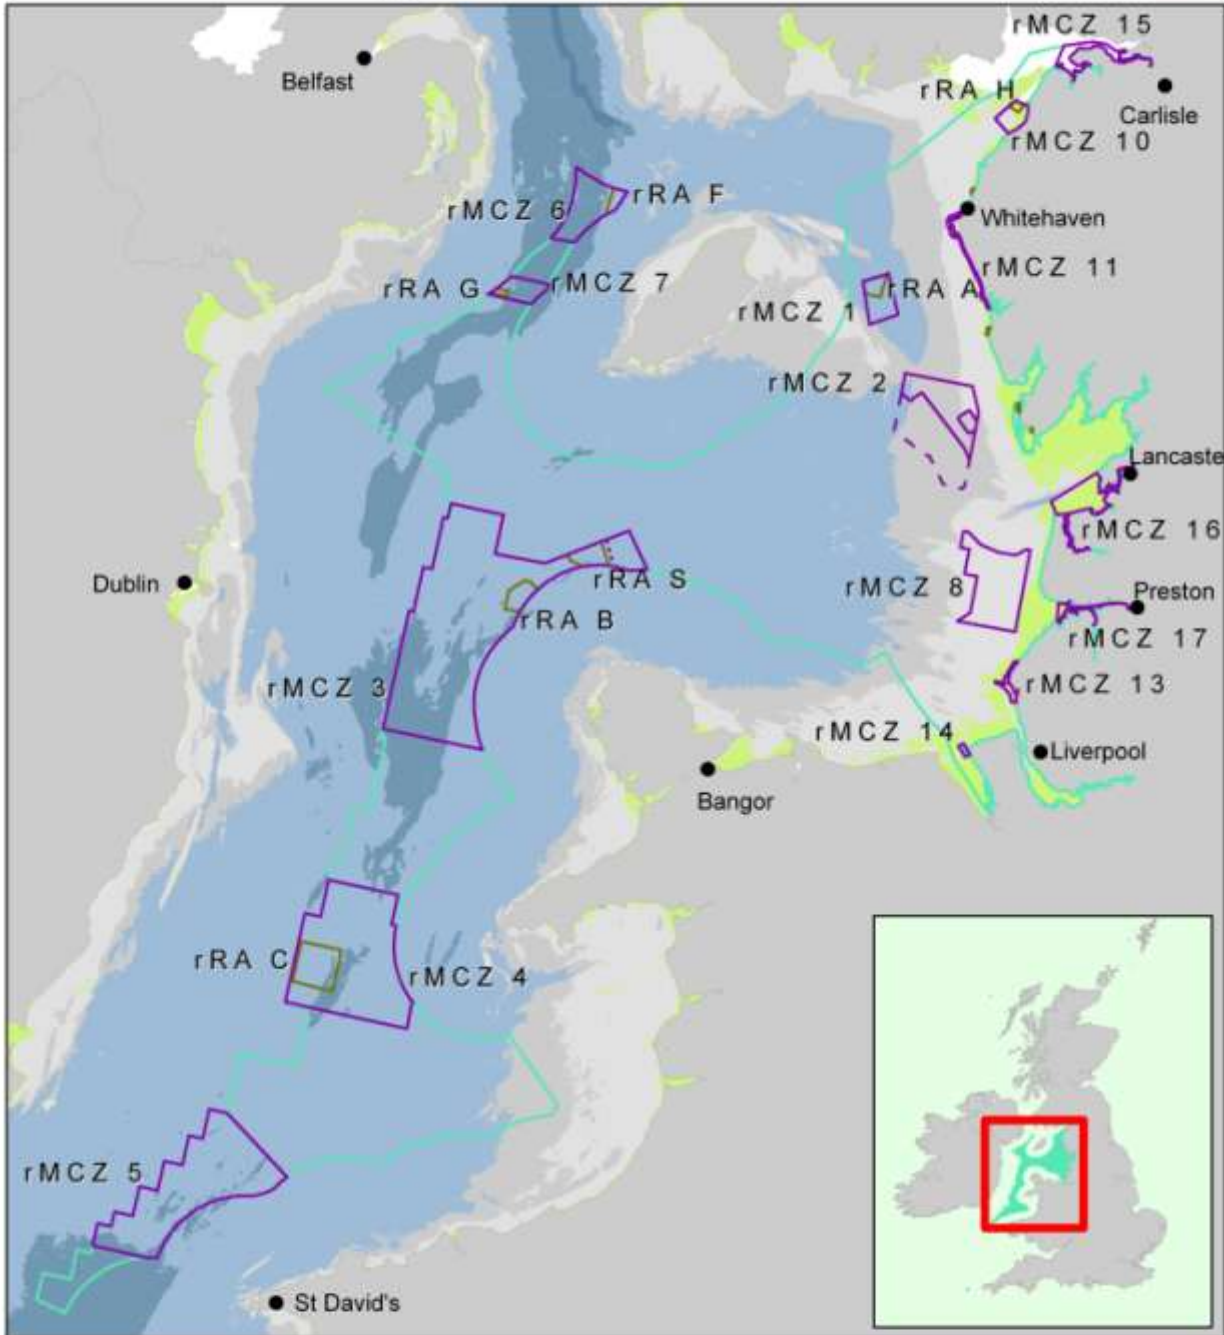 rMCZ 15
Belfast
rRA H
Carlisle
rMCZ 10
rMCZ 6
rRA F
Whitehaven
rMCZ 11
rRA G
rMCZ 7
rRA A
rMCZ 1
rMCZ 2
Lancaste
rMCZ 16
Dublin
rRA S
rMCZ 8
Preston
rRA B
rMCZ 17
rMCZ 3
rMCZ 13
rMCZ 14
Liverpool
Bangor
rRA C
rMCZ 4
rMCZ 5
St David's